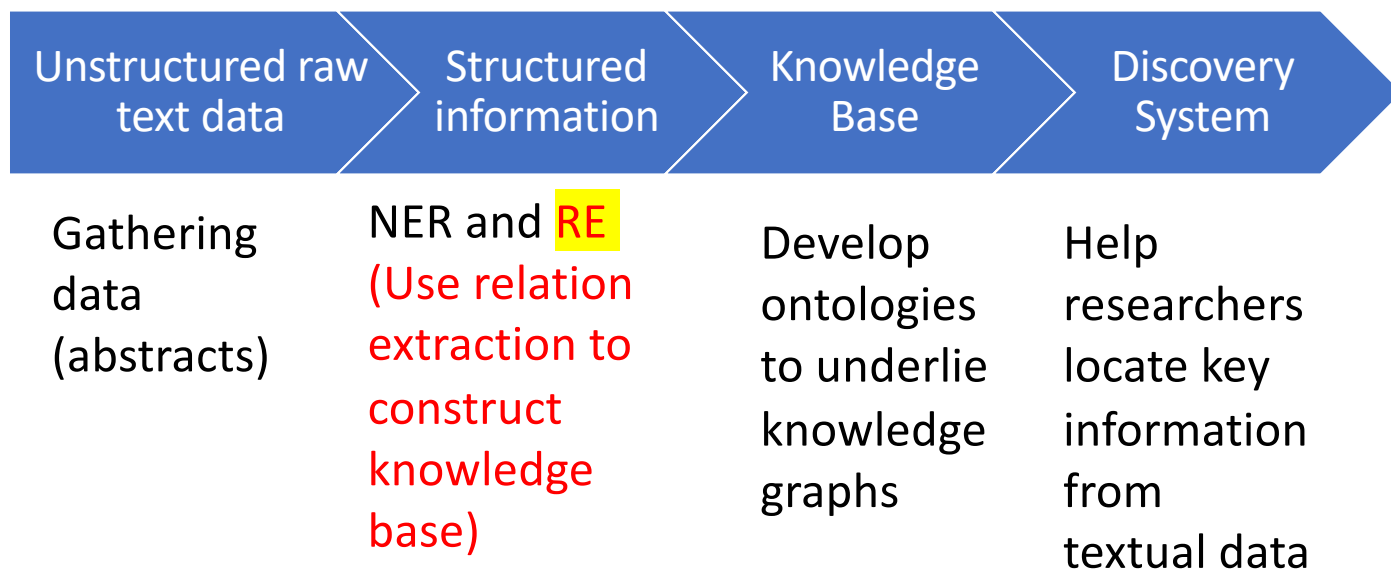 Unstructured raw
text data
Structured
information
Knowledge
Base
Discovery
System
Gathering
data
(abstracts)
NER and RE
(Use relation
extraction to
construct
knowledge
base)
Develop
ontologies
to underlie
knowledge
graphs
Help
researchers
locate key
information
from
textual data